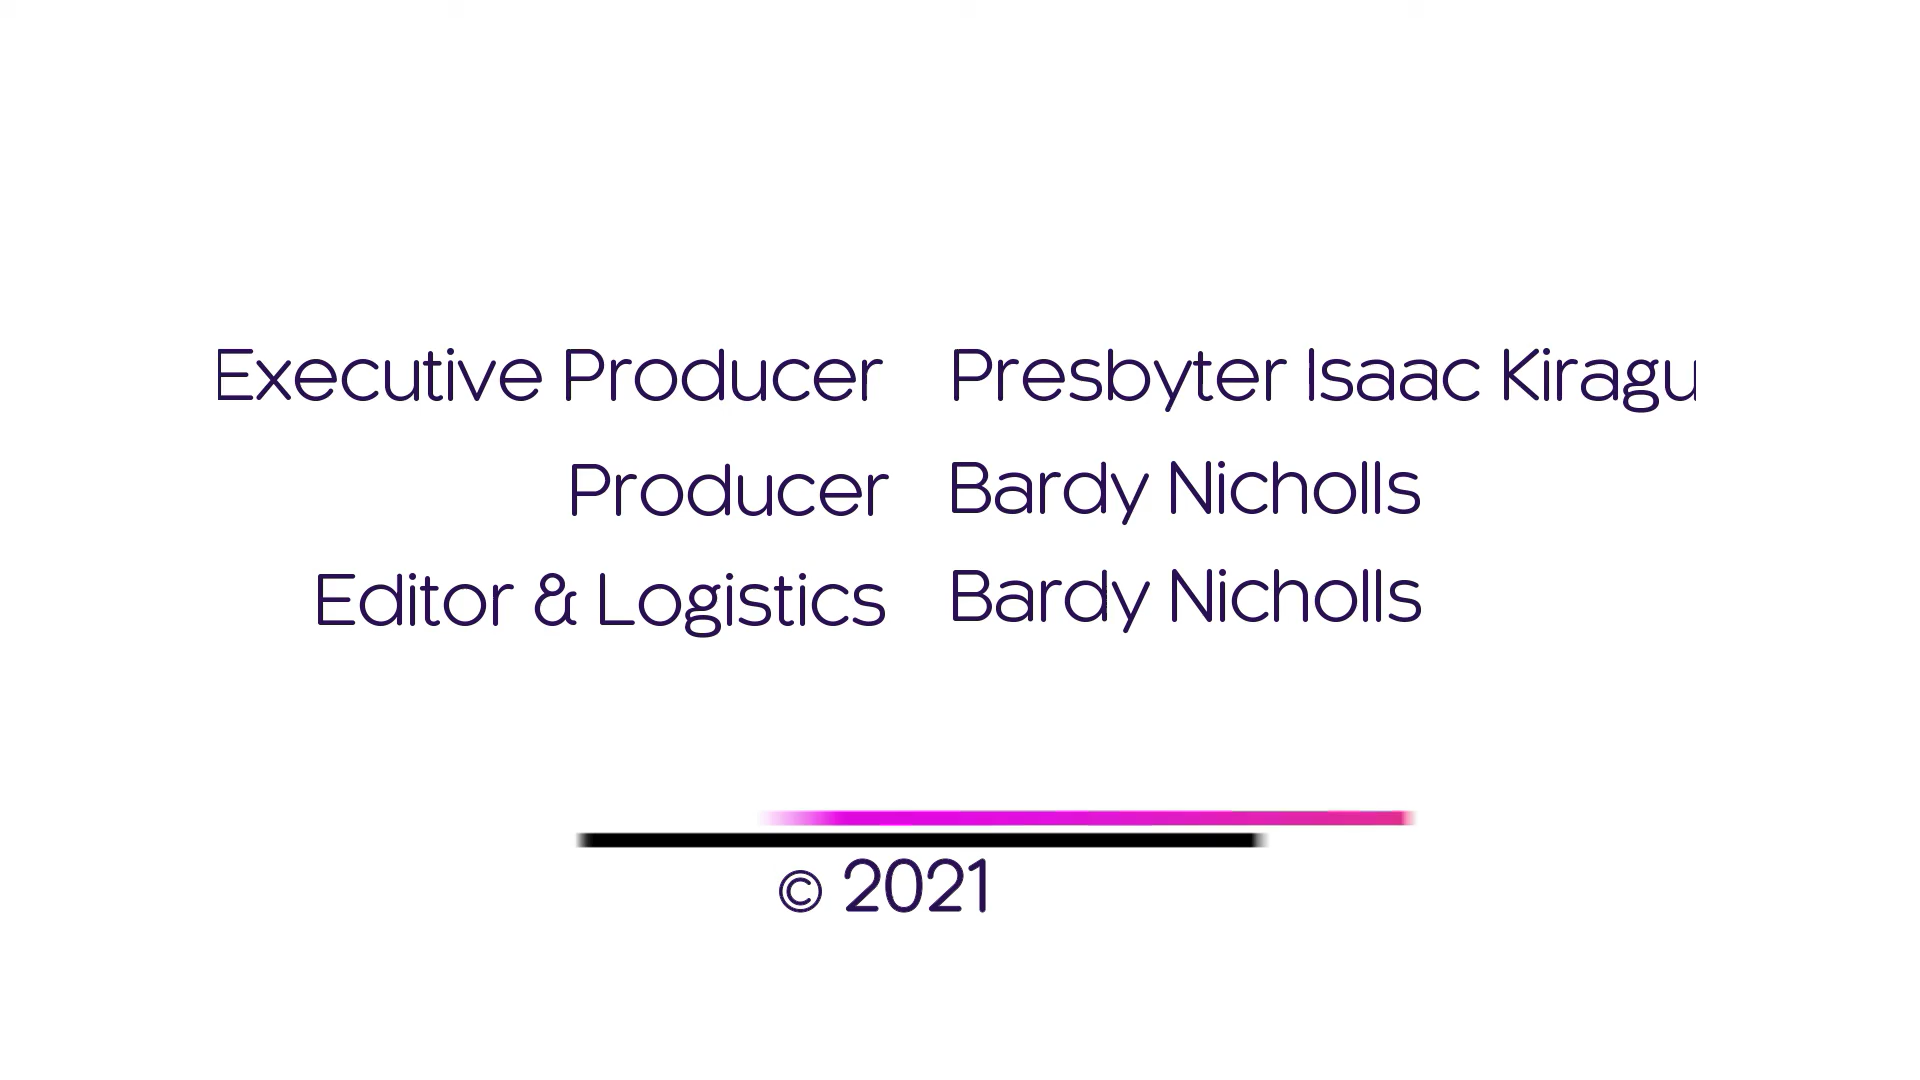 Executive Producer Presbyter Isaac Kiragu
Producer Bardy Nicholls
Editor & Logistics Bardy Nicholls
© 2021